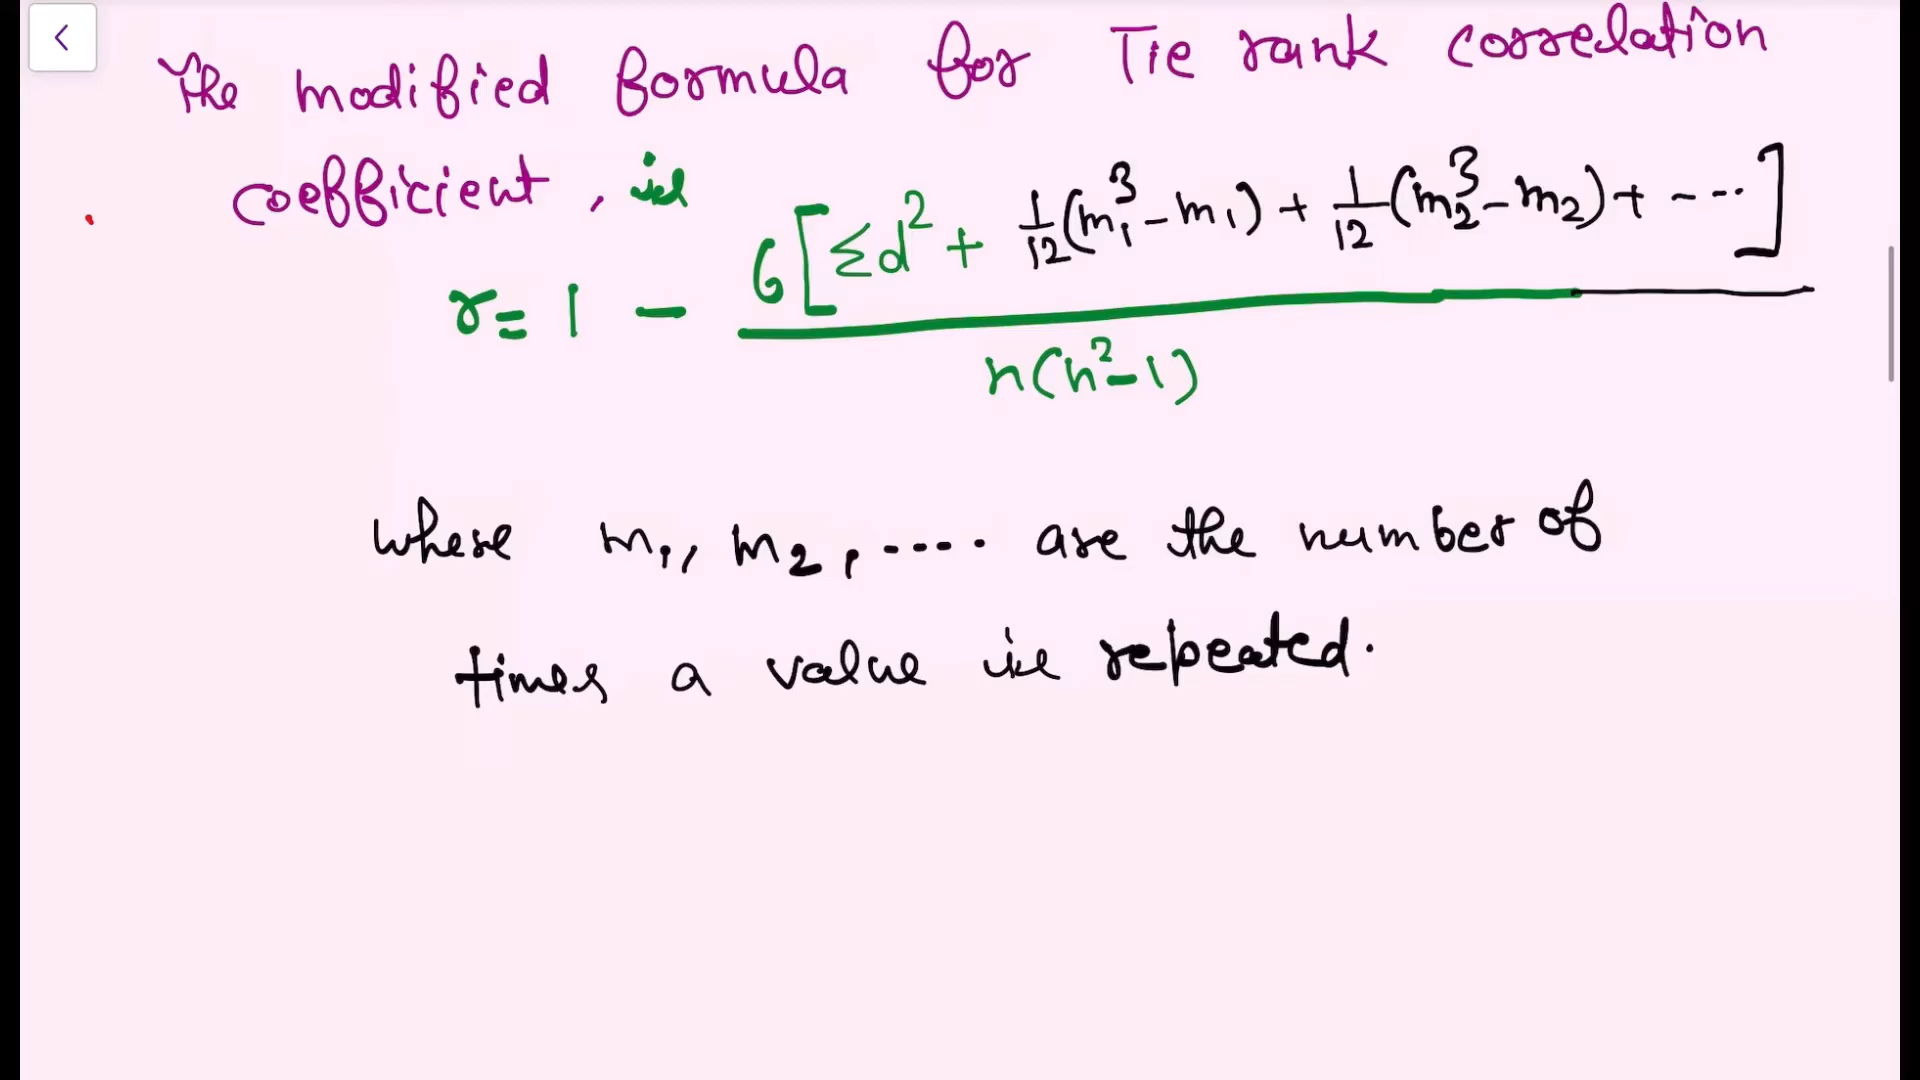 The modified formula for Tie rank correlation
coefficient, is
r = 1 - 6[Σd² + 1/12(m₁³ - m₁) + 1/12(m₂³ - m₂) + ----] / n(n² - 1)
where m₁, m₂, ---- are the number of
times a value is repeated.